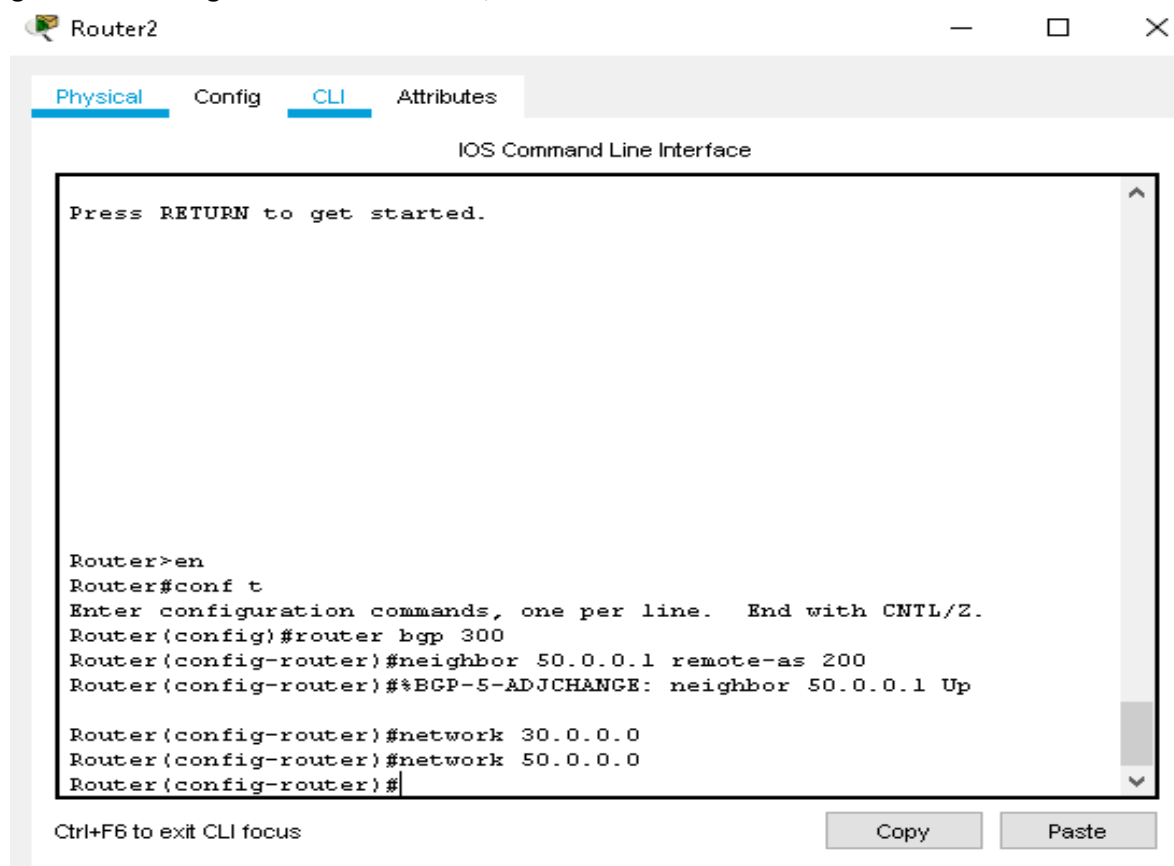 Router2
Physical Config CLI Attributes
IOS Command Line Interface
Press RETURN to get started.
Router>en
Router#conf t
Enter configuration commands, one per line.  End with CNTL/Z.
Router(config)#router bgp 300
Router(config-router)#neighbor 50.0.0.1 remote-as 200
Router(config-router)#%BGP-5-ADJCHANGE: neighbor 50.0.0.1 Up
Router(config-router)#network 30.0.0.0
Router(config-router)#network 50.0.0.0
Router(config-router)#
Ctrl+F6 to exit CLI focus
Copy Paste